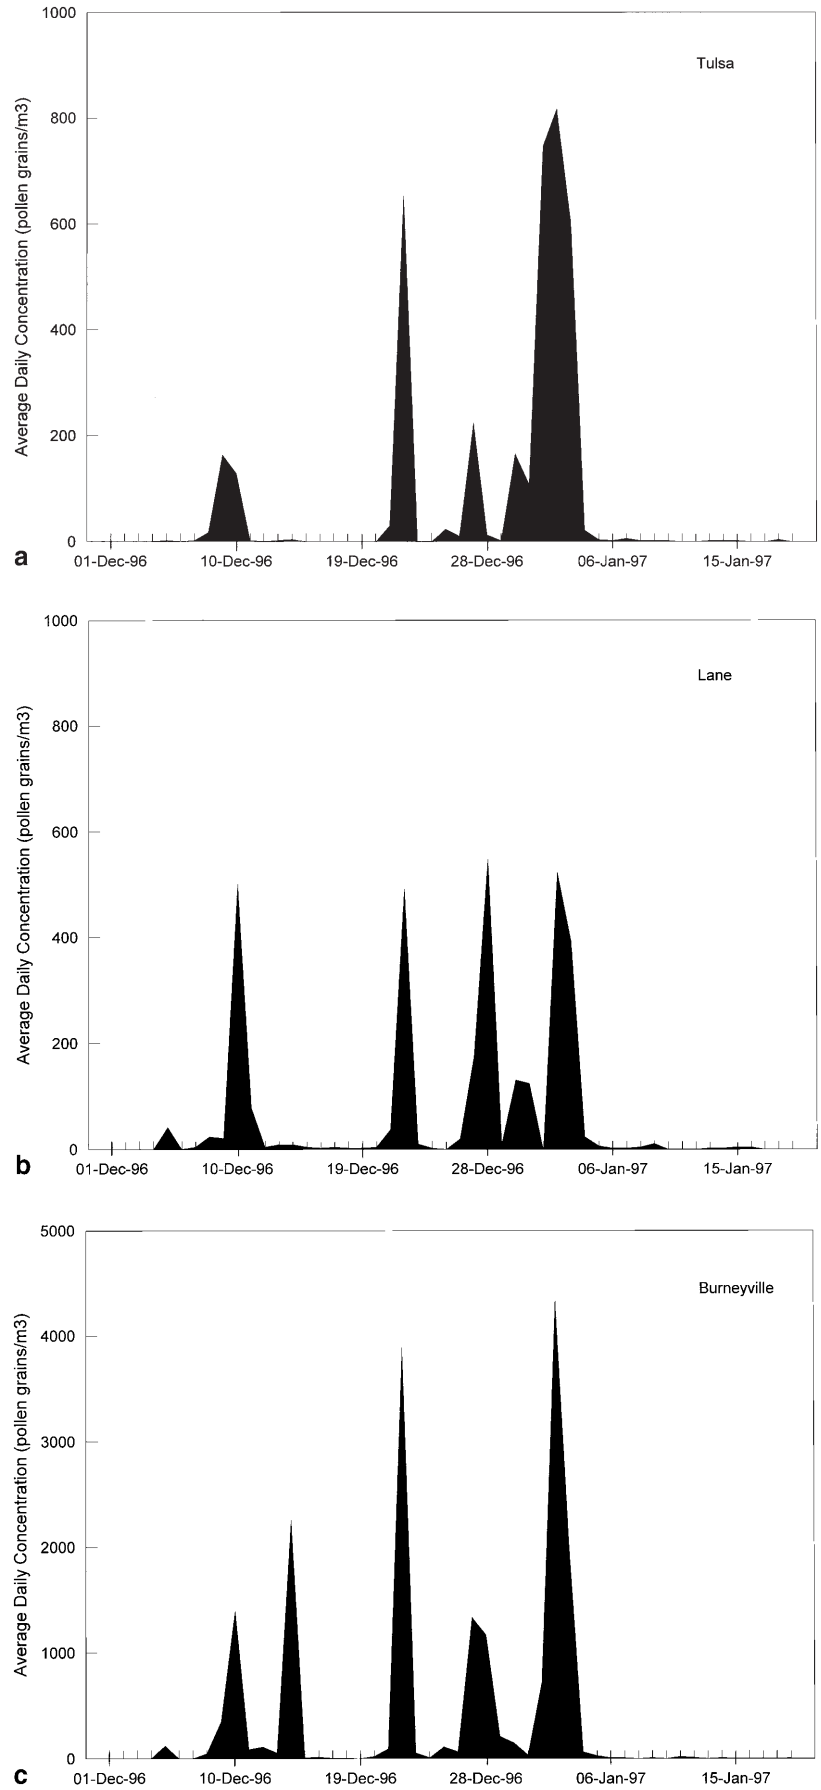 1000
Tulsa
800
600
400
200
0
Average Daily Concentration (pollen grains/m3)
01-Dec-96 10-Dec-96 19-Dec-96 28-Dec-96 06-Jan-97 15-Jan-97
a
1000
Lane
800
600
400
200
0
Average Daily Concentration (pollen grains/m3)
01-Dec-96 10-Dec-96 19-Dec-96 28-Dec-96 06-Jan-97 15-Jan-97
b
5000
Burneyville
4000
3000
2000
1000
0
Average Daily Concentration (pollen grains/m3)
01-Dec-96 10-Dec-96 19-Dec-96 28-Dec-96 06-Jan-97 15-Jan-97
c